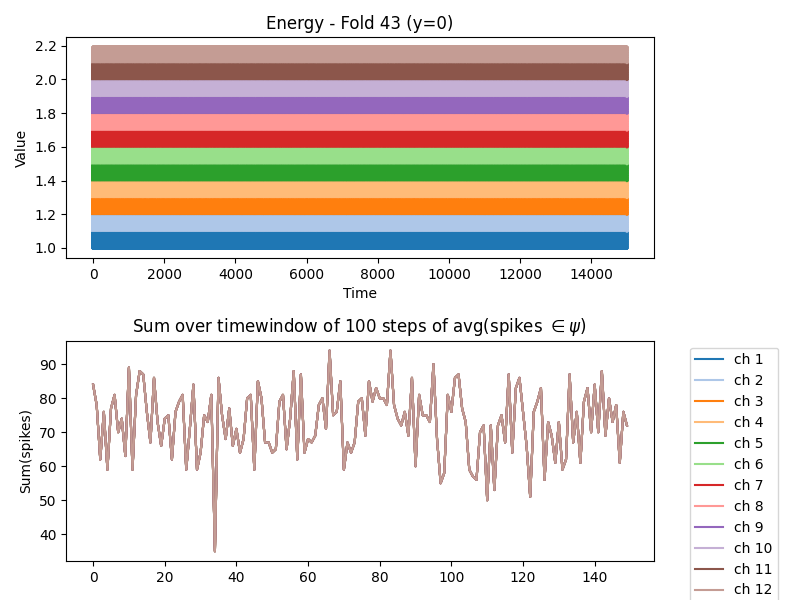 Energy - Fold 43 (y=0)
Value
2.2
2.0
1.8
1.6
1.4
1.2
1.0
0 2000 4000 6000 8000 10000 12000 14000
Time
Sum over timewindow of 100 steps of avg(spikes ∈ψ)
Sum(spikes)
90
80
70
60
50
40
0 20 40 60 80 100 120 140
ch 1
ch 2
ch 3
ch 4
ch 5
ch 6
ch 7
ch 8
ch 9
ch 10
ch 11
ch 12